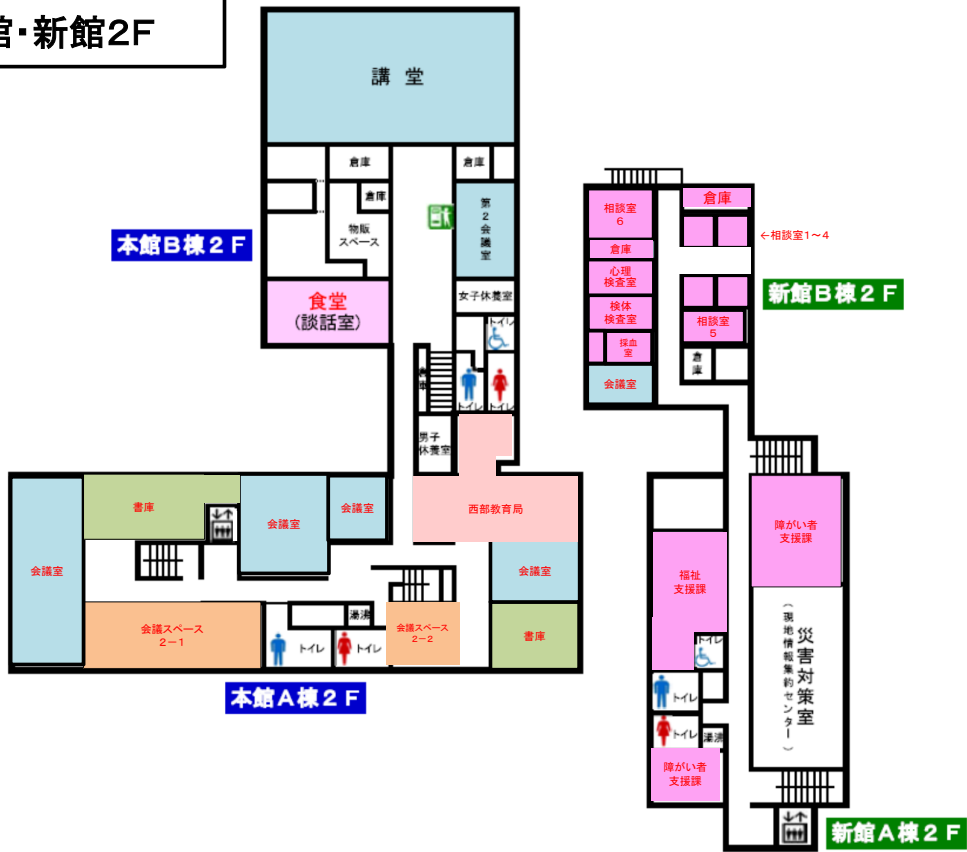 館・新館2F
講 堂
倉庫
倉庫
倉庫
第2会議室
物販
スペース
本館B棟2F
食堂
(談話室)
女子休養室
トイレ
倉庫
トイレ
トイレ
男子
休養室
西部教育局
書庫
会議室
会議室
会議室
会議室
会議スペース
2－1
湯沸
トイレ
トイレ
会議スペース
2－2
書庫
本館A棟2F
相談室
6
倉庫
←相談室1～4
倉庫
心理
検査室
検体
検査室
採血
室
会議室
相談室
5
倉庫
新館B棟2F
障がい者
支援課
福祉
支援課
トイレ
トイレ
トイレ
湯沸
障がい者
支援課
災害対策室
(現地情報集約センター)
新館A棟2F